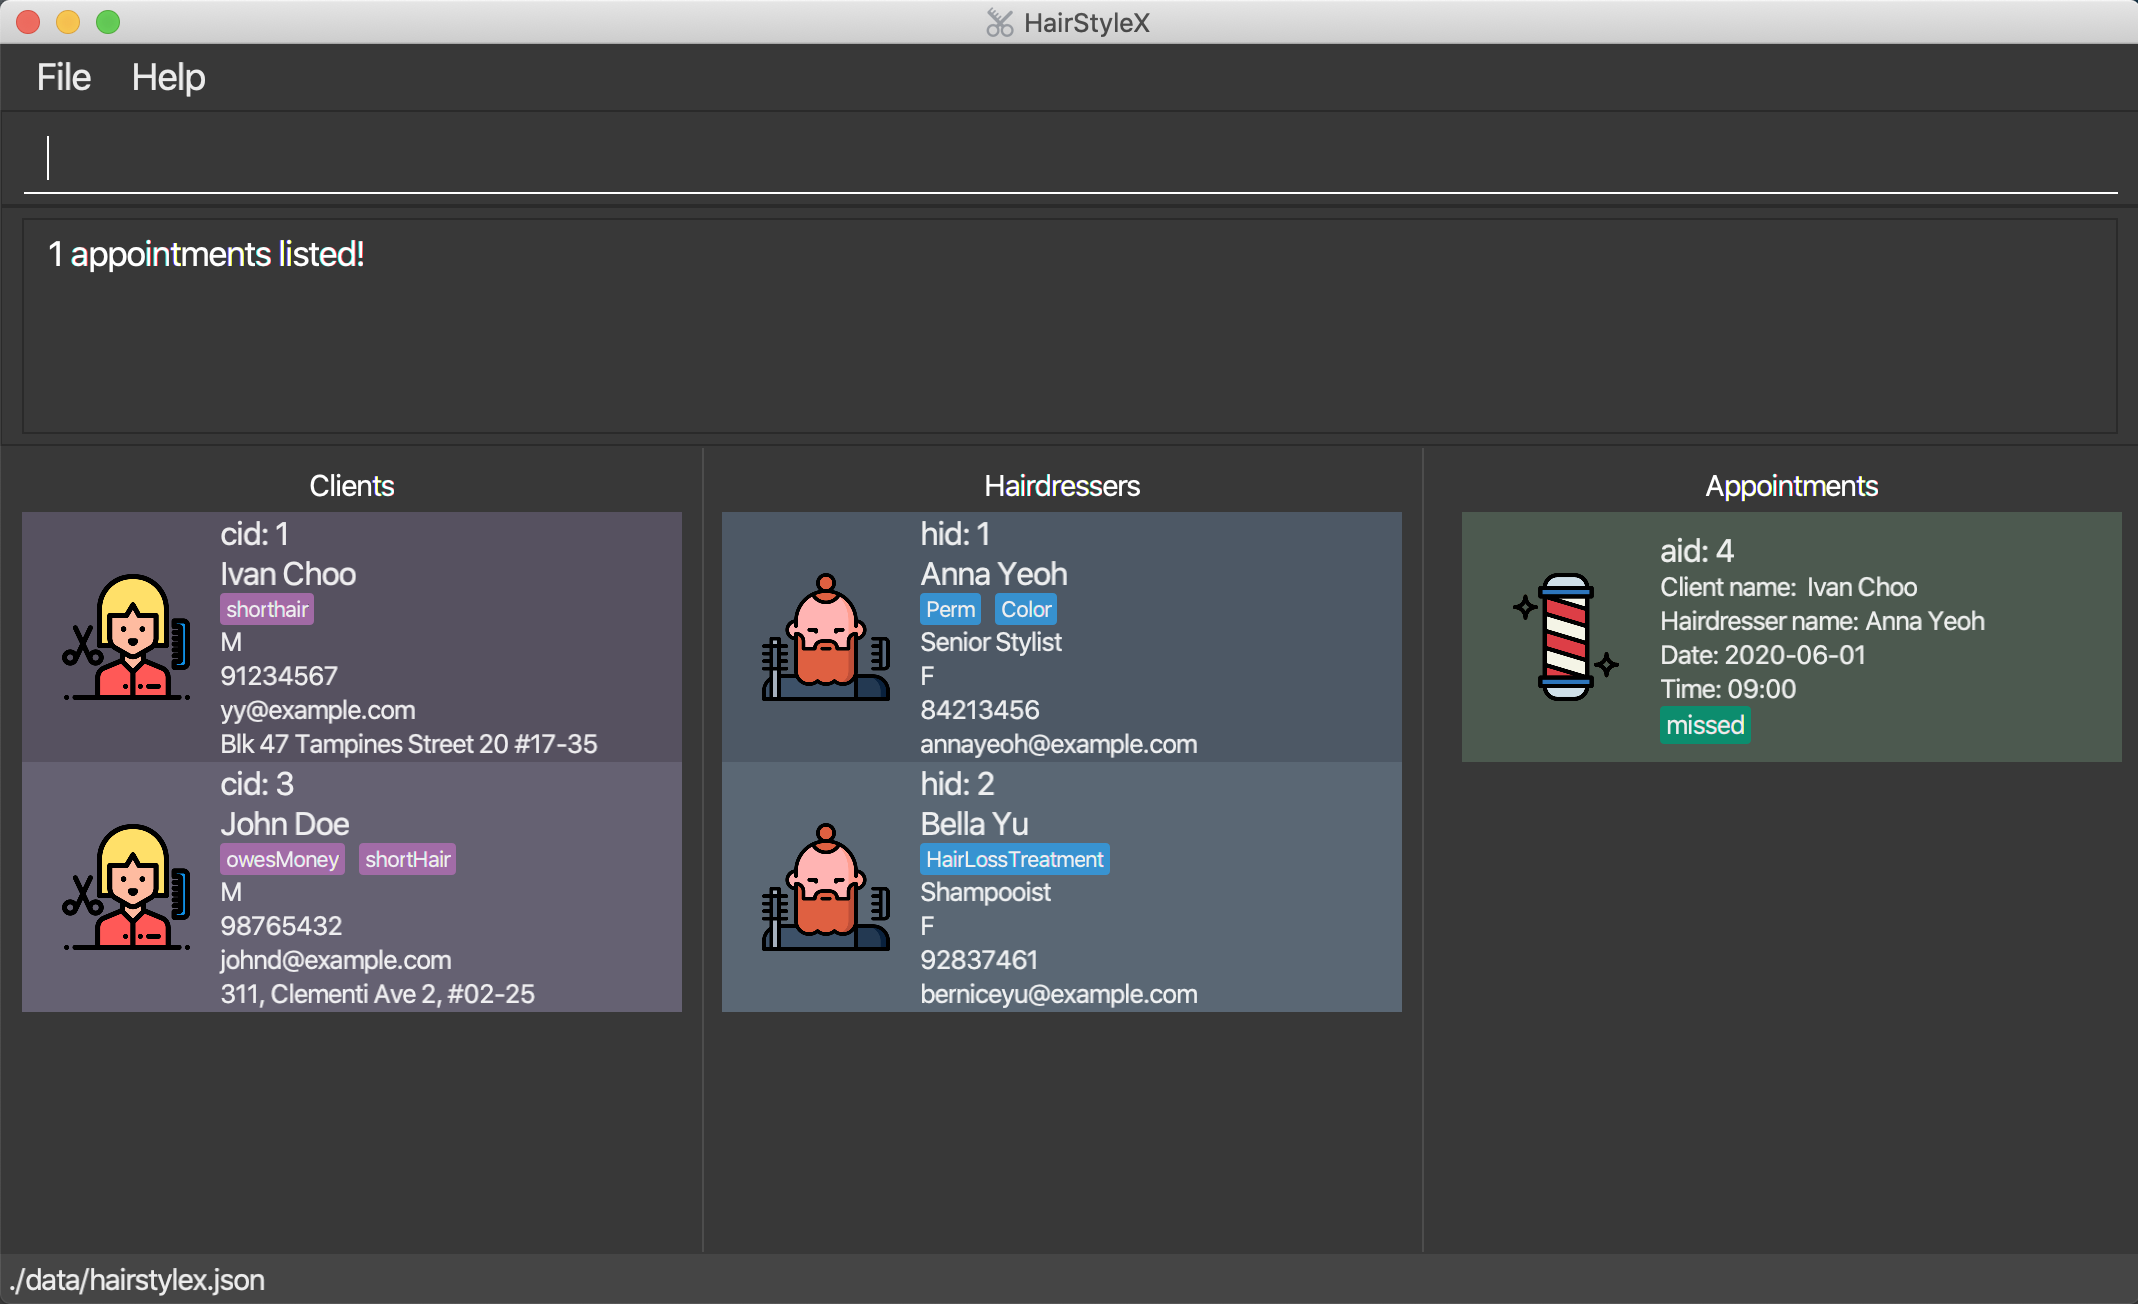 HairStyleX
File Help
1 appointments listed!
Clients
cid: 1
Ivan Choo
shorthair
M
91234567
yy@example.com
Blk 47 Tampines Street 20 #17-35
cid: 3
John Doe
owesMoney shortHair
M
98765432
johnd@example.com
311, Clementi Ave 2, #02-25
Hairdressers
hid: 1
Anna Yeoh
Perm Color
Senior Stylist
F
84213456
annayeoh@example.com
hid: 2
Bella Yu
HairLossTreatment
Shampooist
F
92837461
berniceyu@example.com
Appointments
aid: 4
Client name: Ivan Choo
Hairdresser name: Anna Yeoh
Date: 2020-06-01
Time: 09:00
missed
./data/hairstylex.json